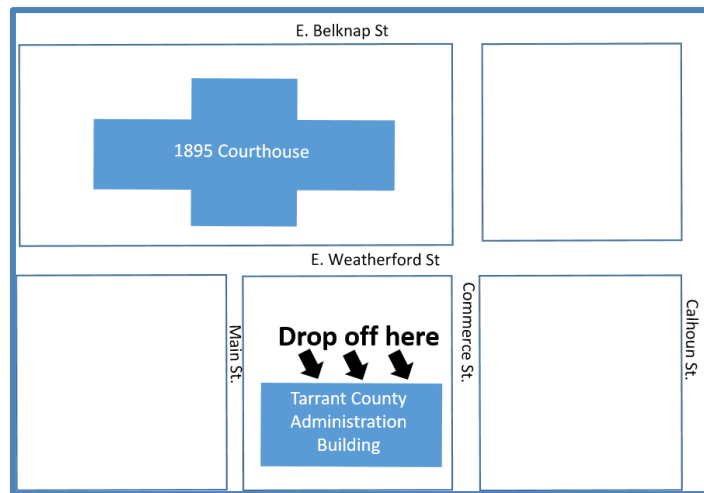 E. Belknap St
1895 Courthouse
E. Weatherford St
Main St.
Drop off here
Commerce St.
Calhoun St.
Tarrant County
Administration
Building